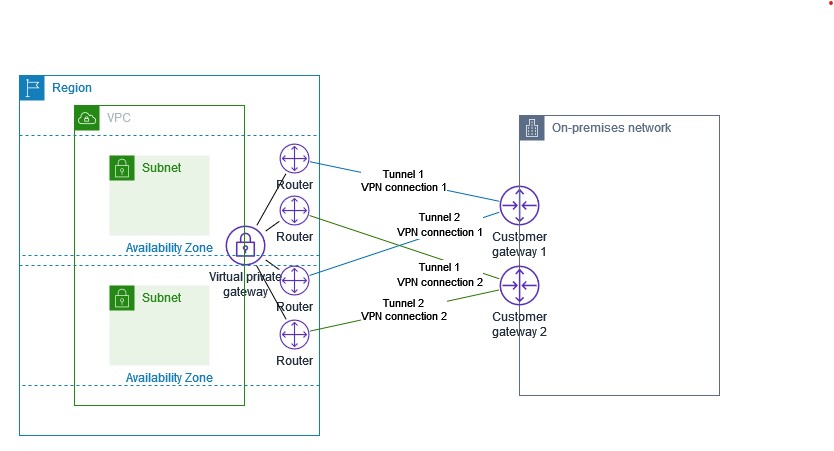 Region
VPC
On-premises network
Subnet
Router
Tunnel 1
VPN connection 1
Router
Tunnel 2
VPN connection 1
Customer
gateway 1
Availability Zone
Virtual private
gateway
Tunnel 1
VPN connection 2
Subnet
Router
Tunnel 2
VPN connection 2
Customer
gateway 2
Router
Availability Zone